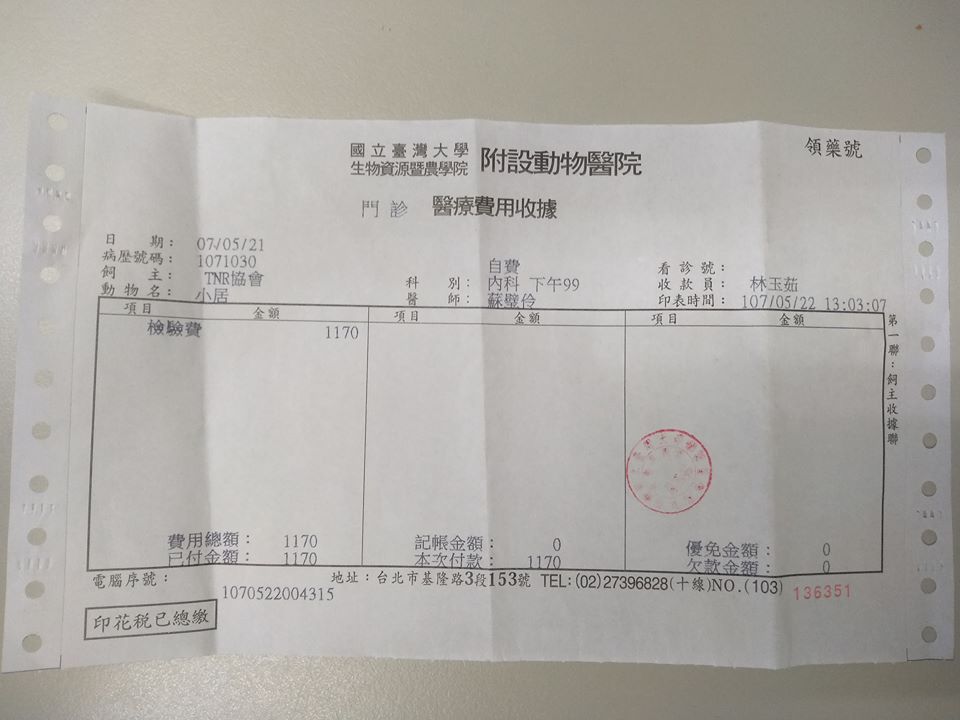 國立臺灣大學
生物資源暨農學院 附設動物醫院
領藥號
門診 醫療費用收據
日期: 07/05/21
病歷號碼: 1071030 自費 看診號:
飼主: TNR協會 科別: 內科 下午99 收款員: 林玉茹
動物名: 小居 醫師: 蘇璧伶 印表時間: 107/05/22 13:03:07
項目 金額 項目 金額 項目 金額
檢驗費 1170
第一聯:飼主收據聯
費用總額: 1170 記帳金額: 0 優免金額: 0
已付金額: 1170 本次付款: 1170 欠款金額: 0
電腦序號: 1070522004315 地址:台北市基隆路3段153號 TEL:(02)27396828(十線)NO.(103) 136351
印花稅已總繳